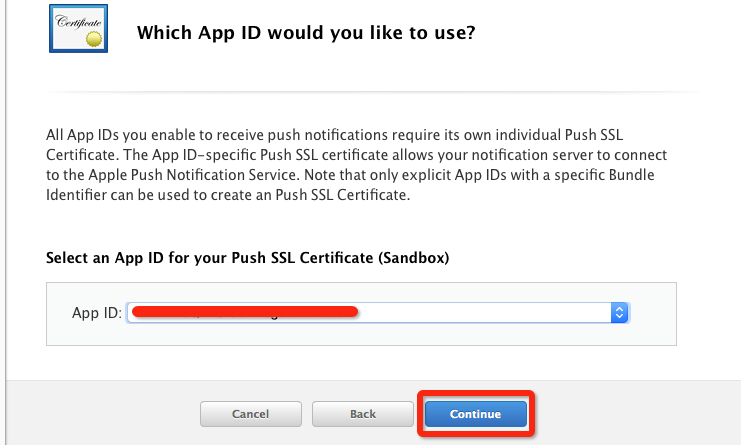 Certificate
Which App ID would you like to use?
All App IDs you enable to receive push notifications require its own individual Push SSL
Certificate. The App ID-specific Push SSL certificate allows your notification server to connect
to the Apple Push Notification Service. Note that only explicit App IDs with a specific Bundle
Identifier can be used to create an Push SSL Certificate.
Select an App ID for your Push SSL Certificate (Sandbox)
App ID:
Cancel Back Continue